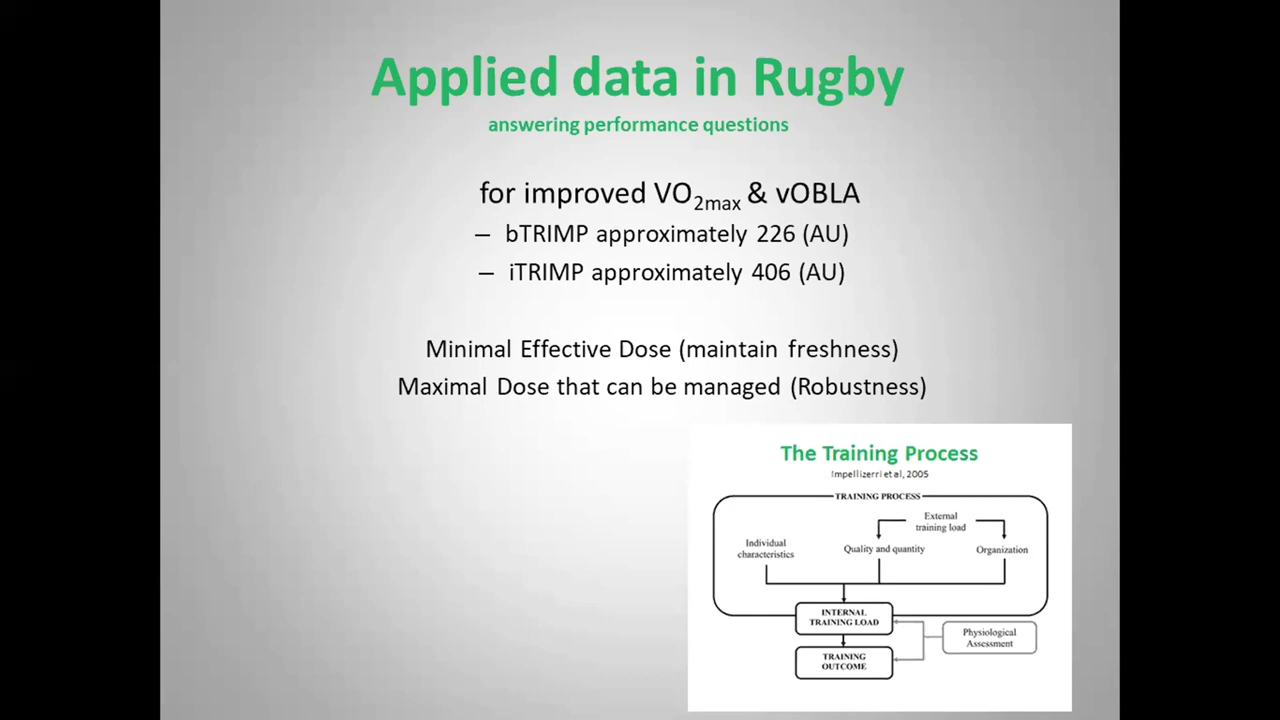 Applied data in Rugby
answering performance questions
for improved VO2max & vOBLA
– bTRIMP approximately 226 (AU)
– iTRIMP approximately 406 (AU)
Minimal Effective Dose (maintain freshness)
Maximal Dose that can be managed (Robustness)
The Training Process
Impellizerri et al, 2005
TRAINING PROCESS
External
training load
Individual
characteristics
Quality and quantity
Organization
INTERNAL
TRAINING LOAD
Physiological
Assessment
TRAINING
OUTCOME